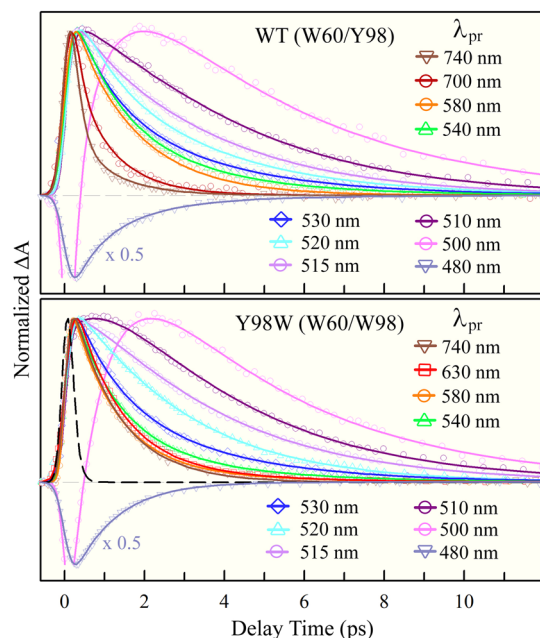 WT (W60/Y98)
λpr
740 nm
700 nm
580 nm
540 nm
530 nm
520 nm
515 nm
510 nm
500 nm
480 nm
x 0.5
Normalized ΔA
Y98W (W60/W98)
λpr
740 nm
630 nm
580 nm
540 nm
x 0.5
530 nm
520 nm
515 nm
510 nm
500 nm
480 nm
0 2 4 6 8 10
Delay Time (ps)